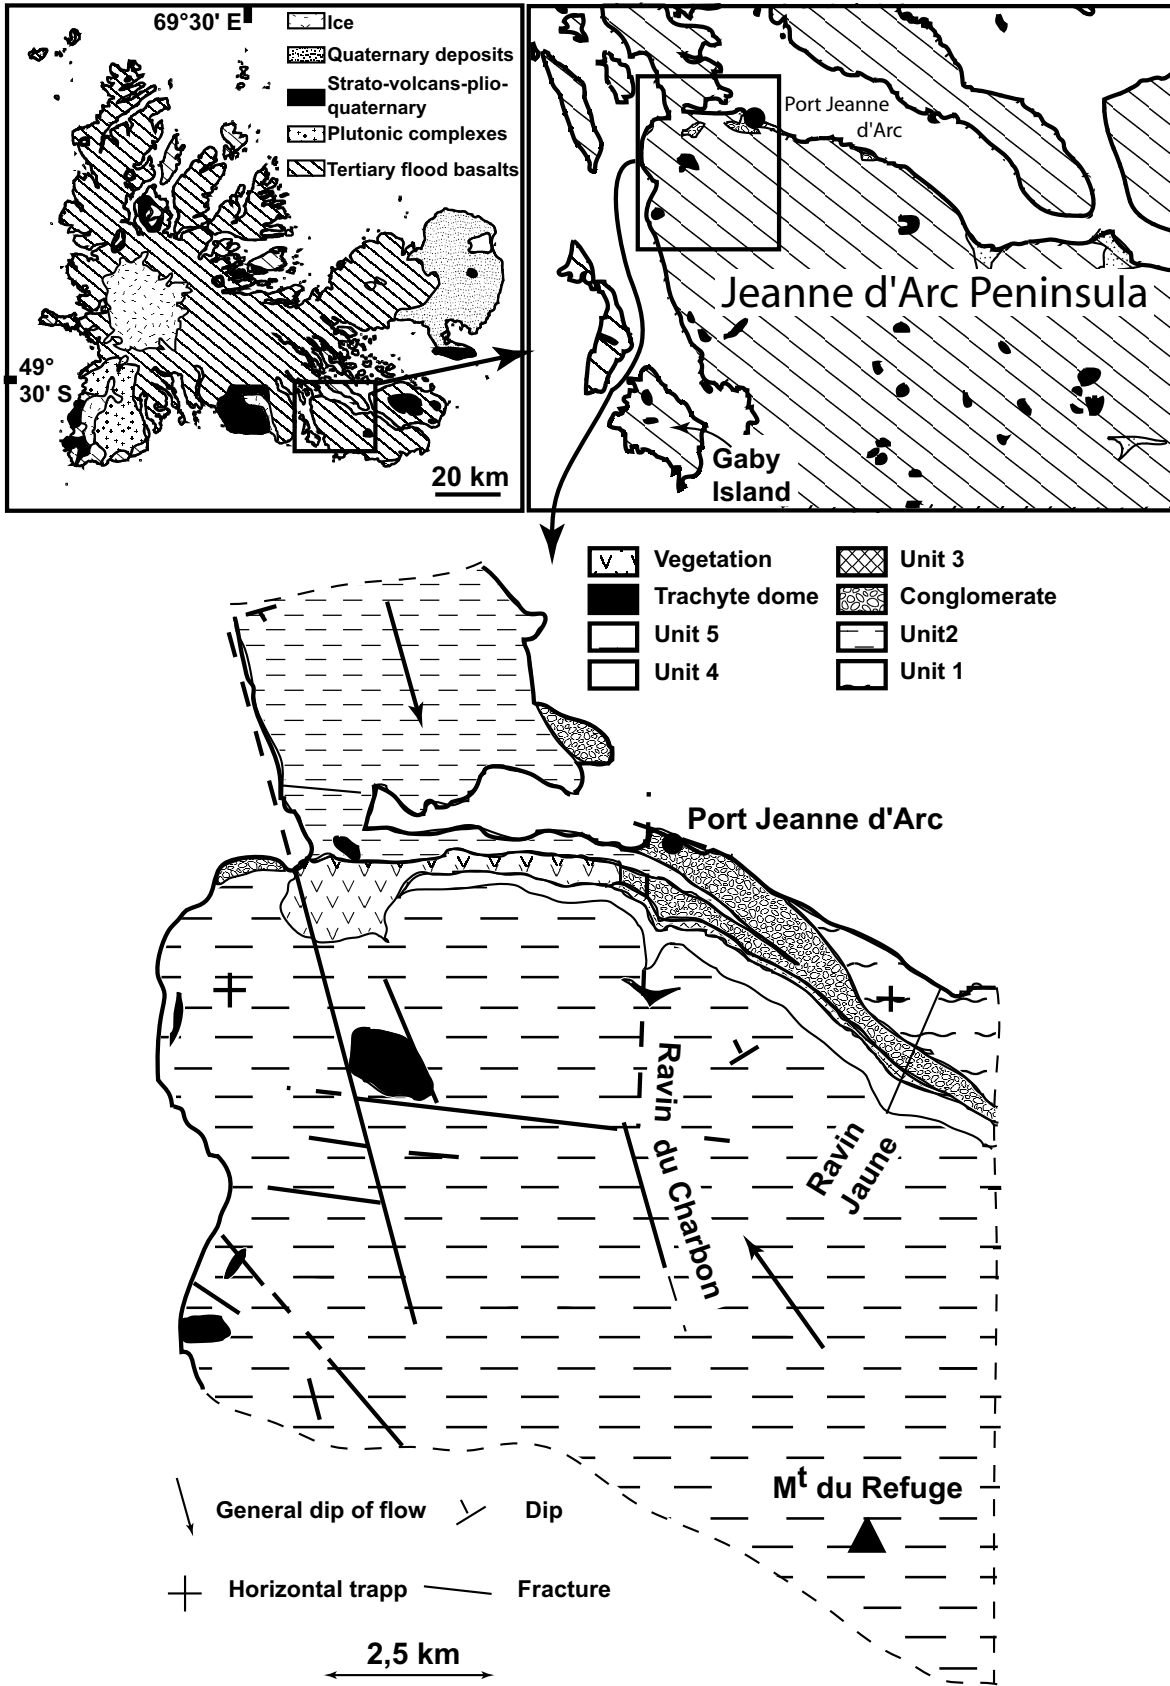 69°30' E
Ice
Quaternary deposits
Strato-volcans-plio-
quaternary
Plutonic complexes
Tertiary flood basalts
49°
30' S
20 km
Port Jeanne
d'Arc
Jeanne d'Arc Peninsula
Gaby
Island
Vegetation
Trachyte dome
Unit 5
Unit 4
Unit 3
Conglomerate
Unit2
Unit 1
Port Jeanne d'Arc
Ravin du Charbon
Ravin
Jaune
Mt du Refuge
General dip of flow
Dip
Horizontal trapp
Fracture
2,5 km